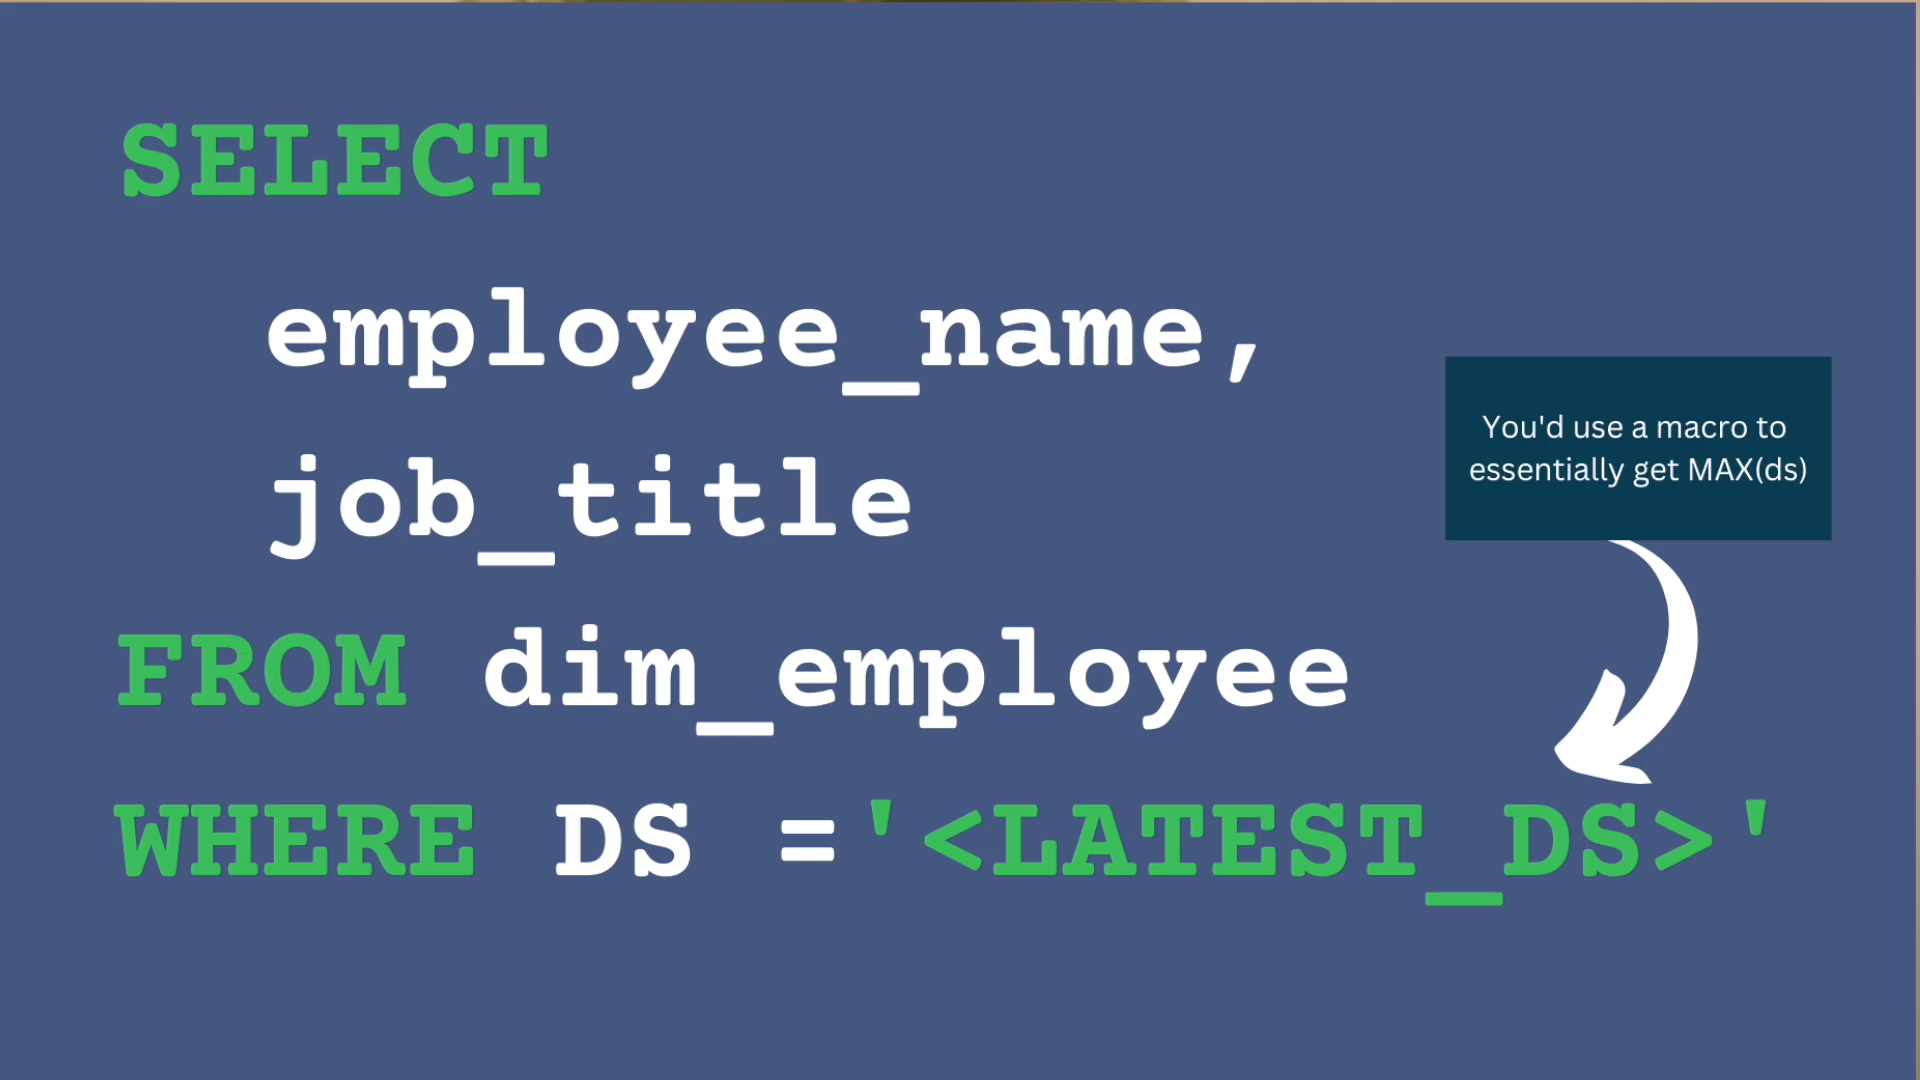 SELECT
employee_name,
job_title
FROM dim_employee
WHERE DS ='<LATEST_DS>'
You'd use a macro to
essentially get MAX(ds)